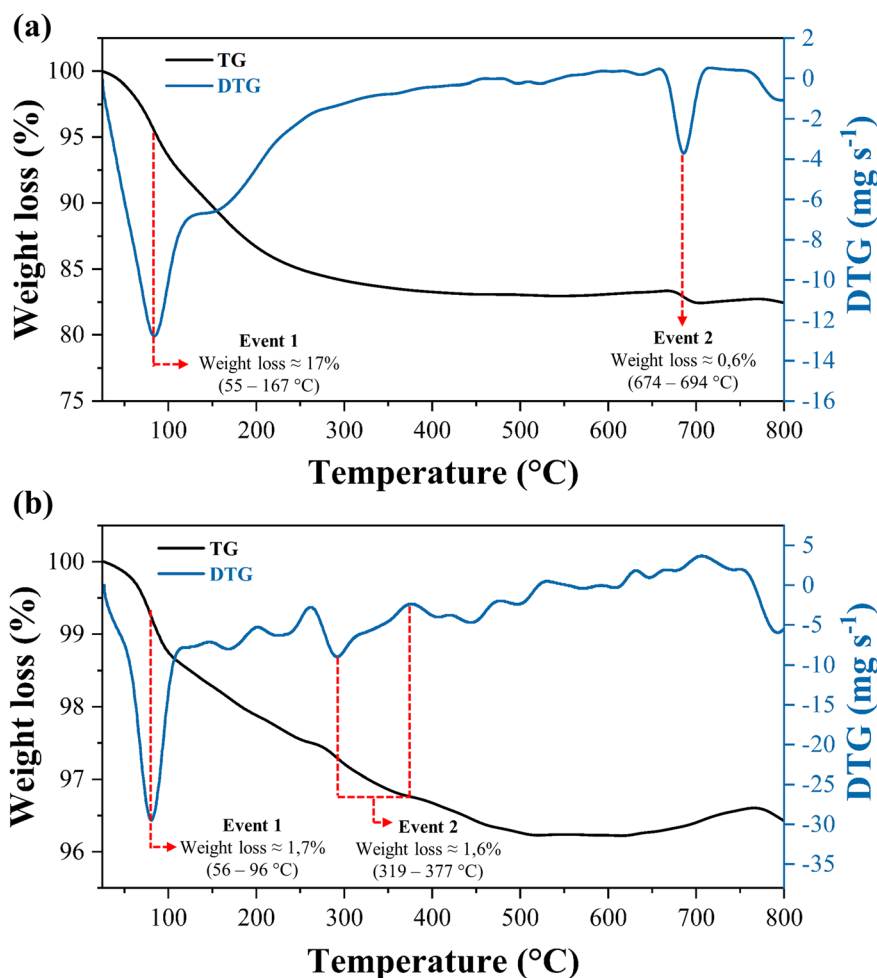 (a)
TG
DTG
100
95
90
85
80
75
Weight loss (%)
2
0
-2
-4
-6
-8
-10
-12
-14
-16
DTG (mg s⁻¹)
Event 1
Weight loss ≈ 17%
(55 – 167 °C)
Event 2
Weight loss ≈ 0,6%
(674 – 694 °C)
100 200 300 400 500 600 700 800
Temperature (°C)
(b)
TG
DTG
100
99
98
97
96
Weight loss (%)
5
0
-5
-10
-15
-20
-25
-30
-35
DTG (mg s⁻¹)
Event 1
Weight loss ≈ 1,7%
(56 – 96 °C)
Event 2
Weight loss ≈ 1,6%
(319 – 377 °C)
100 200 300 400 500 600 700 800
Temperature (°C)